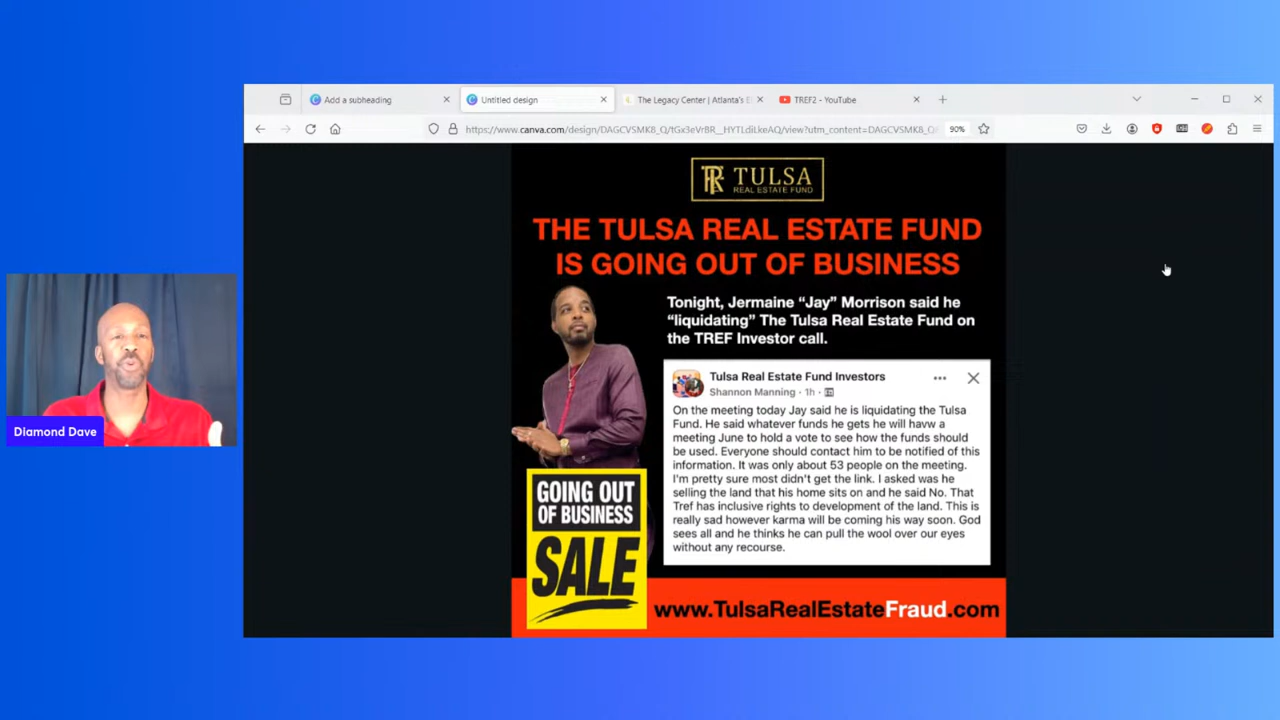 Add a subheading
Untitled design
The Legacy Center | Atlanta's E
TREF2 - YouTube
90%
TR TULSA
REAL ESTATE FUND
THE TULSA REAL ESTATE FUND
IS GOING OUT OF BUSINESS
Tonight, Jermaine “Jay” Morrison said he
“liquidating” The Tulsa Real Estate Fund on
the TREF Investor call.
Tulsa Real Estate Fund Investors
Shannon Manning · 1h ·
On the meeting today Jay said he is liquidating the Tulsa
Fund. He said whatever funds he gets he will havw a
meeting June to hold a vote to see how the funds should
be used. Everyone should contact him to be notified of this
information. It was only about 53 people on the meeting.
I'm pretty sure most didn't get the link. I asked was he
selling the land that his home sits on and he said No. That
Tref has inclusive rights to development of the land. This is
really sad however karma will be coming his way soon. God
sees all and he thinks he can pull the wool over our eyes
without any recourse.
Diamond Dave
GOING OUT
OF BUSINESS
SALE
www.TulsaRealEstateFraud.com